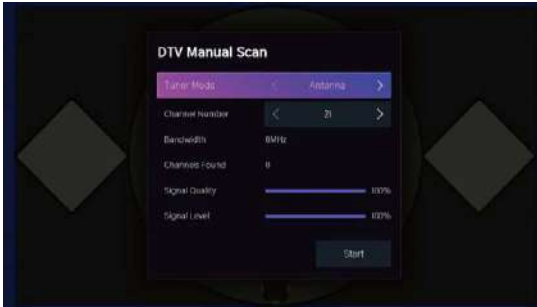 DTV Manual Scan
Tuner Mode < Antenna >
Channel Number < 21 >
Bandwidth 8MHz
Channels Found 0
Signal Quality 100%
Signal Level 100%
Start